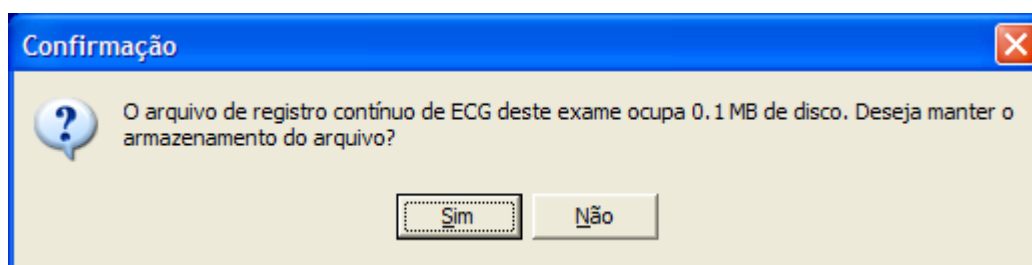 Confirmação
O arquivo de registro contínuo de ECG deste exame ocupa 0.1 MB de disco. Deseja manter o
armazenamento do arquivo?
Sim Não